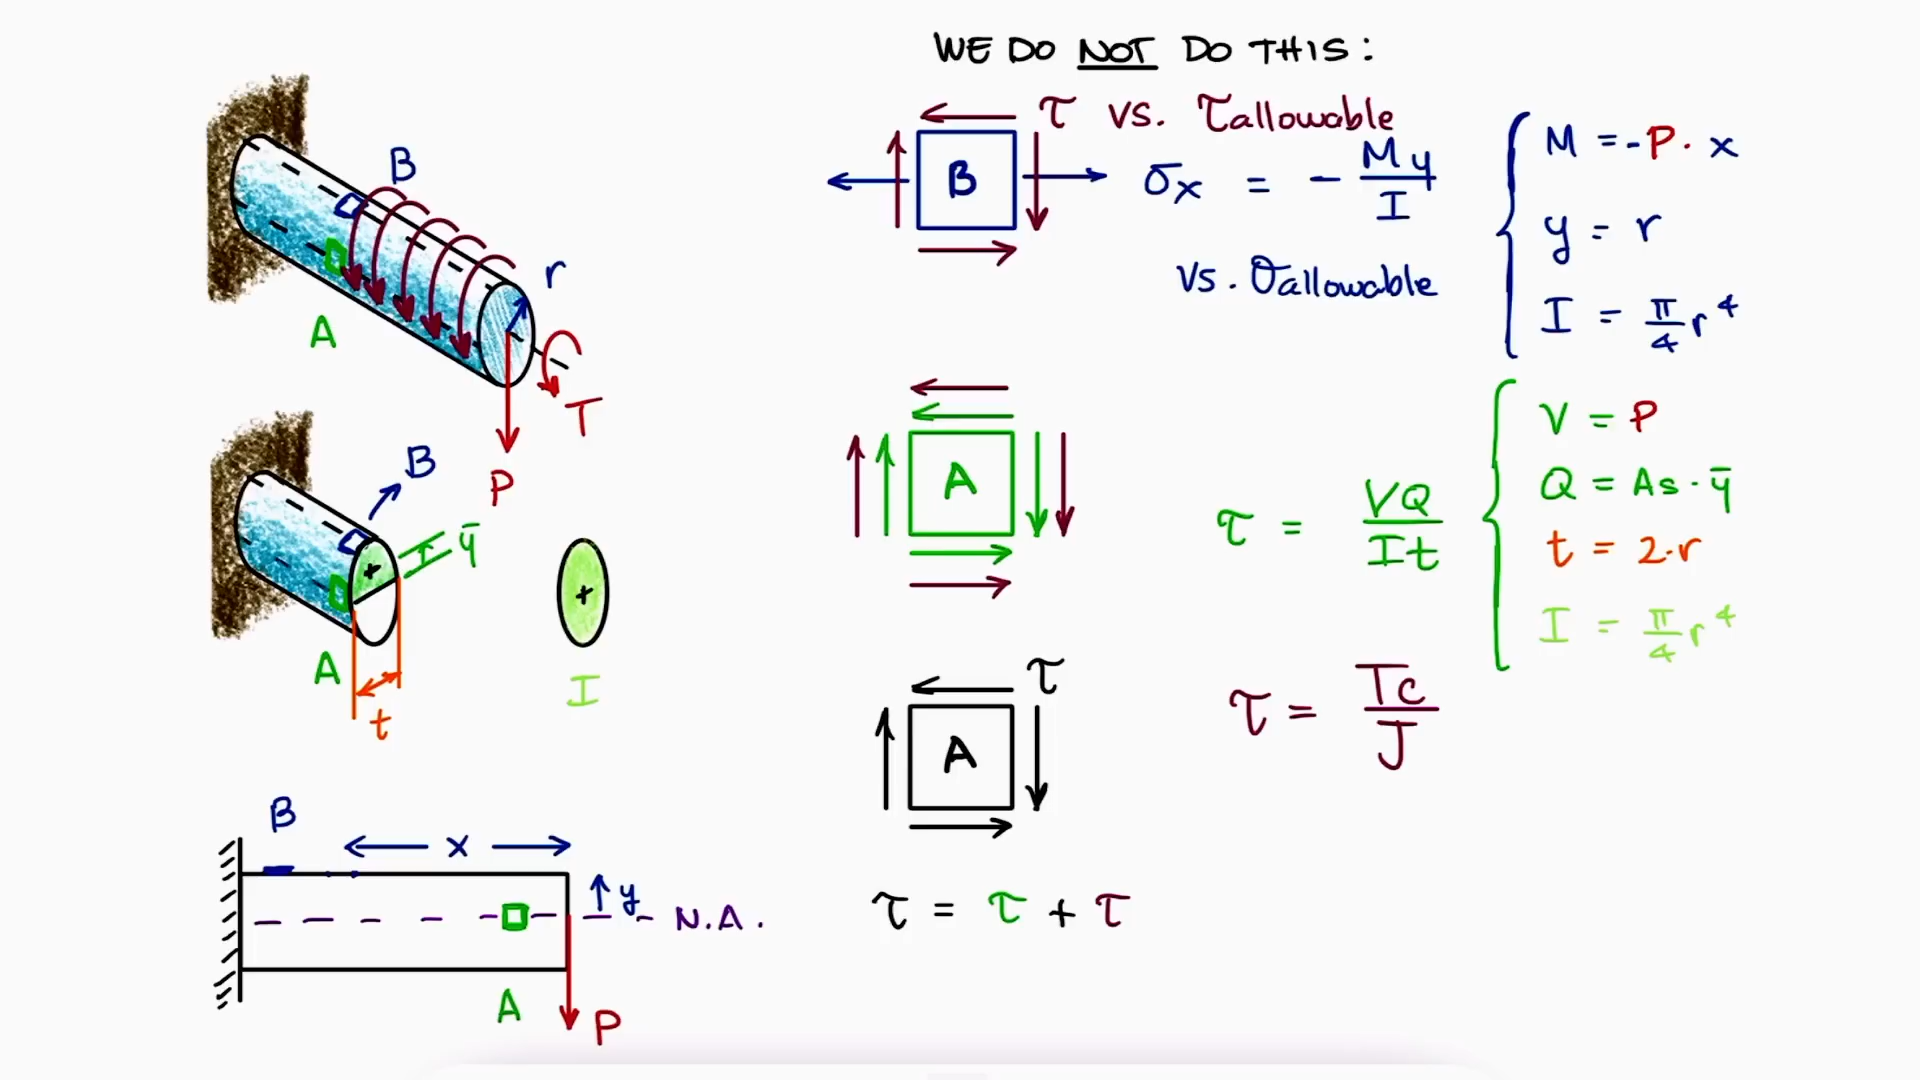 WE DO NOT DO THIS:
τ vs. τallowable
B
σx = - My/I
vs. σallowable
M = -P · x
y = r
I = π/4 r⁴
B
r
A
T
P
A
τ = VQ/It
V = P
Q = As · ȳ
t = 2·r
I = π/4 r⁴
B
ȳ
A
t
I
τ
A
τ = Tc/J
B
x
y
N.A.
A
P
τ = τ + τ